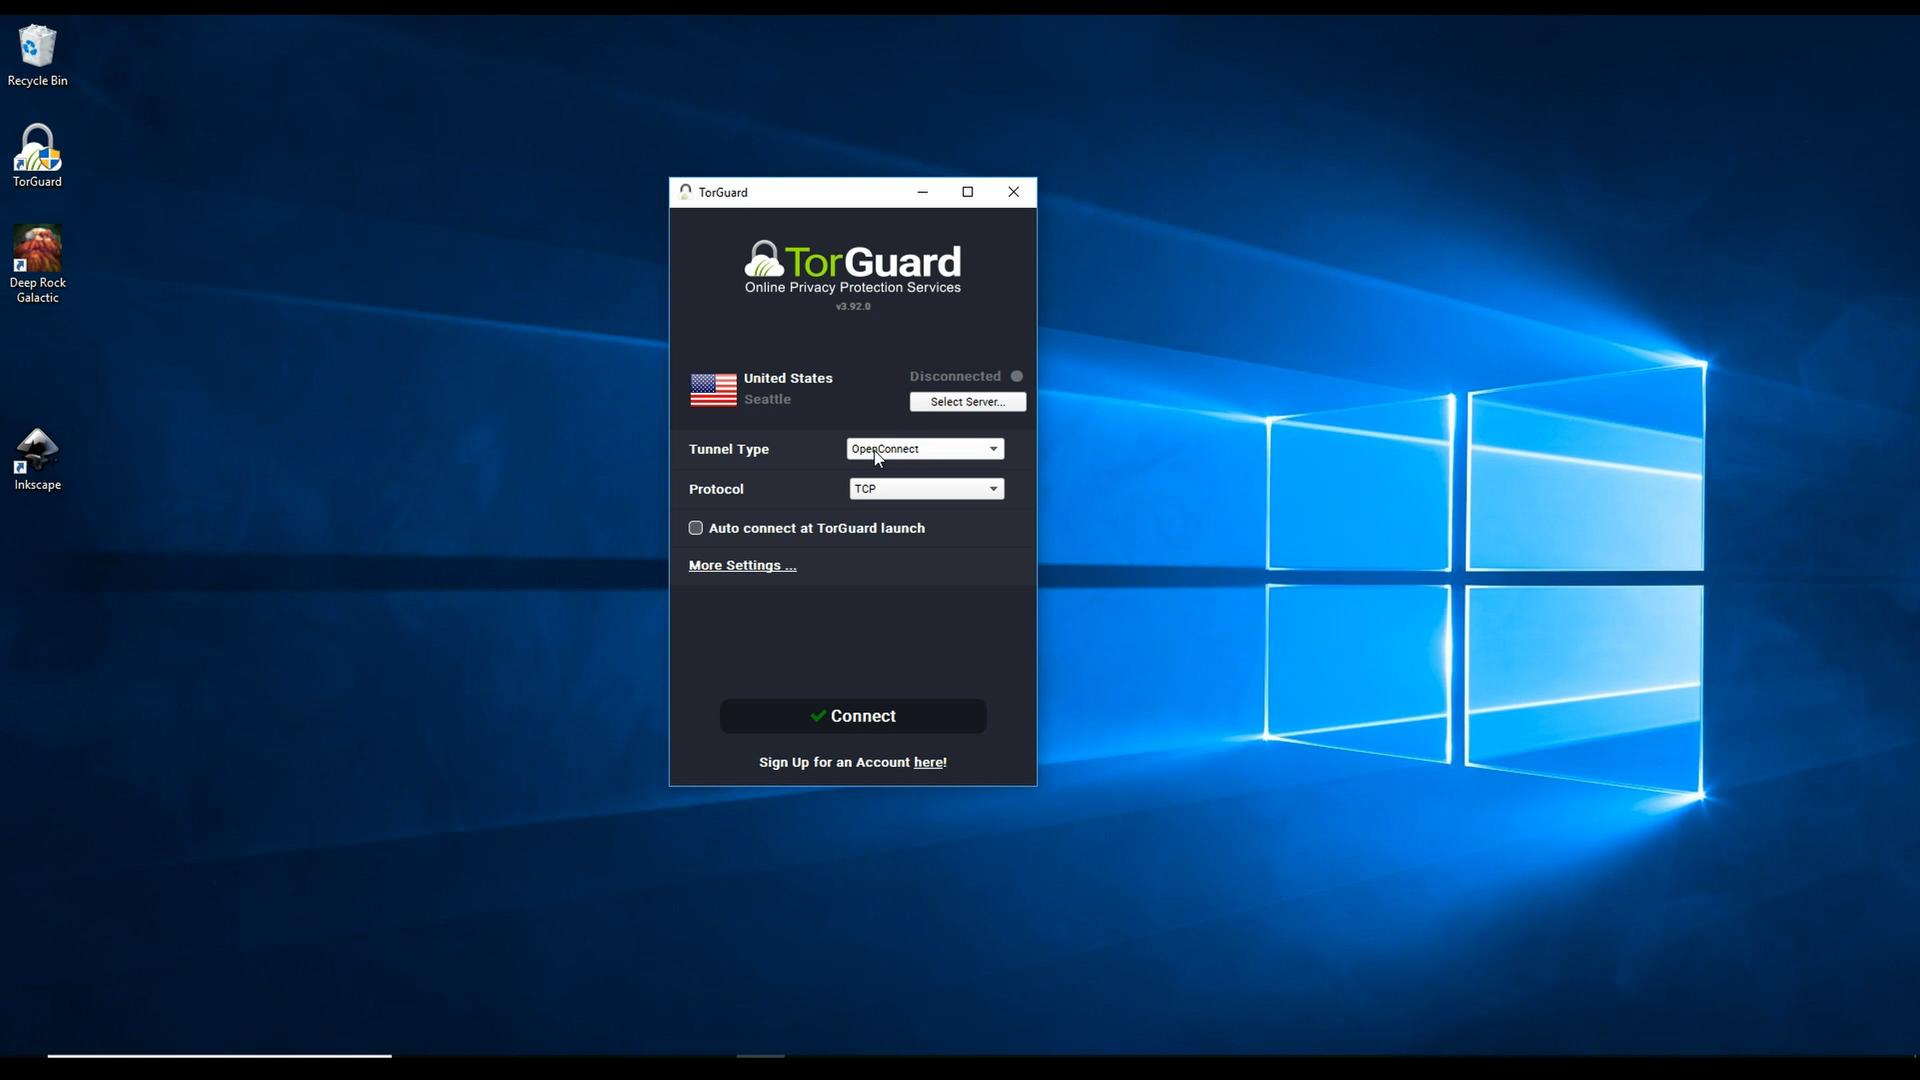 Recycle Bin
TorGuard
Deep Rock
Galactic
Inkscape
TorGuard
TorGuard
Online Privacy Protection Services
v3.92.0
United States
Disconnected
Seattle
Select Server...
Tunnel Type
OpenConnect
Protocol
TCP
Auto connect at TorGuard launch
More Settings ...
Connect
Sign Up for an Account here!